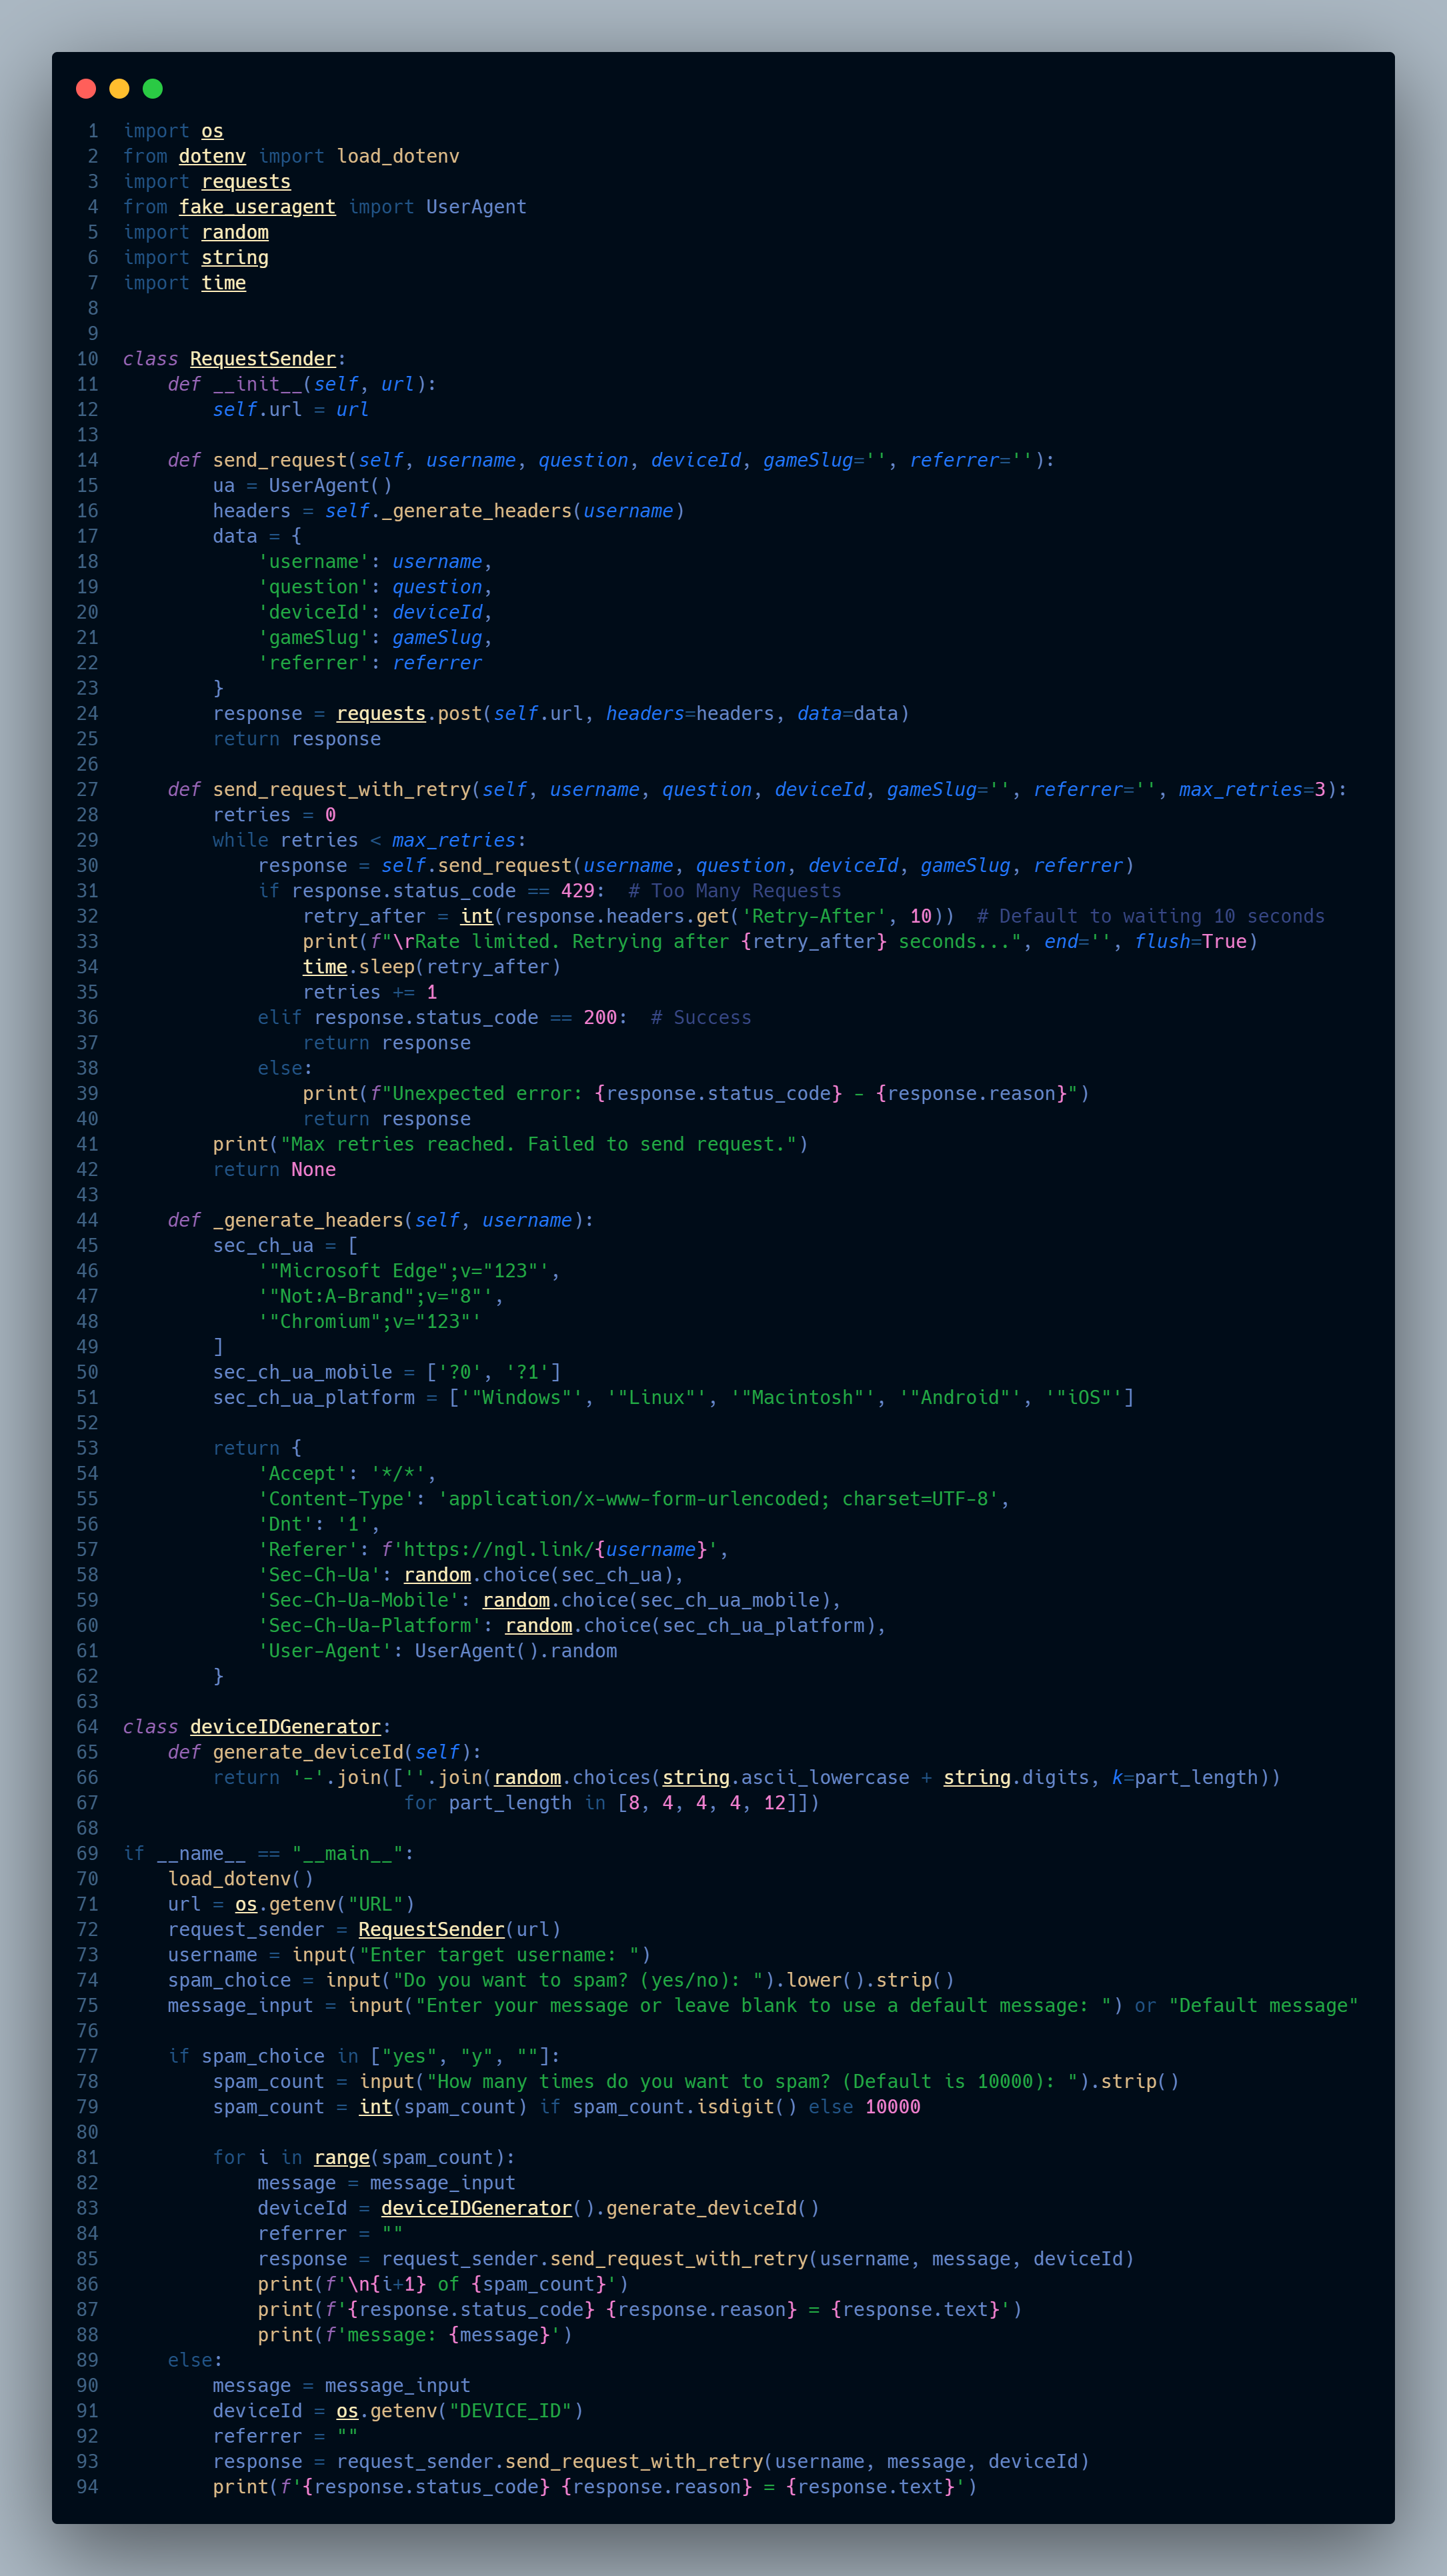 1 import os
2 from dotenv import load_dotenv
3 import requests
4 from fake_useragent import UserAgent
5 import random
6 import string
7 import time
8
9
10 class RequestSender:
11     def __init__(self, url):
12         self.url = url
13
14     def send_request(self, username, question, deviceId, gameSlug='', referrer=''):
15         ua = UserAgent()
16         headers = self._generate_headers(username)
17         data = {
18             'username': username,
19             'question': question,
20             'deviceId': deviceId,
21             'gameSlug': gameSlug,
22             'referrer': referrer
23         }
24         response = requests.post(self.url, headers=headers, data=data)
25         return response
26
27     def send_request_with_retry(self, username, question, deviceId, gameSlug='', referrer='', max_retries=3):
28         retries = 0
29         while retries < max_retries:
30             response = self.send_request(username, question, deviceId, gameSlug, referrer)
31             if response.status_code == 429:  # Too Many Requests
32                 retry_after = int(response.headers.get('Retry-After', 10))  # Default to waiting 10 seconds
33                 print(f"\rRate limited. Retrying after {retry_after} seconds...", end='', flush=True)
34                 time.sleep(retry_after)
35                 retries += 1
36             elif response.status_code == 200:  # Success
37                 return response
38             else:
39                 print(f"Unexpected error: {response.status_code} - {response.reason}")
40                 return response
41         print("Max retries reached. Failed to send request.")
42         return None
43
44     def _generate_headers(self, username):
45         sec_ch_ua = [
46             '"Microsoft Edge";v="123"',
47             '"Not:A-Brand";v="8"',
48             '"Chromium";v="123"'
49         ]
50         sec_ch_ua_mobile = ['?0', '?1']
51         sec_ch_ua_platform = ['"Windows"', '"Linux"', '"Macintosh"', '"Android"', '"iOS"']
52
53         return {
54             'Accept': '*/*',
55             'Content-Type': 'application/x-www-form-urlencoded; charset=UTF-8',
56             'Dnt': '1',
57             'Referer': f'https://ngl.link/{username}',
58             'Sec-Ch-Ua': random.choice(sec_ch_ua),
59             'Sec-Ch-Ua-Mobile': random.choice(sec_ch_ua_mobile),
60             'Sec-Ch-Ua-Platform': random.choice(sec_ch_ua_platform),
61             'User-Agent': UserAgent().random
62         }
63
64 class deviceIDGenerator:
65     def generate_deviceId(self):
66         return '-'.join([''.join(random.choices(string.ascii_lowercase + string.digits, k=part_length))
67                          for part_length in [8, 4, 4, 4, 12]])
68
69 if __name__ == "__main__":
70     load_dotenv()
71     url = os.getenv("URL")
72     request_sender = RequestSender(url)
73     username = input("Enter target username: ")
74     spam_choice = input("Do you want to spam? (yes/no): ").lower().strip()
75     message_input = input("Enter your message or leave blank to use a default message: ") or "Default message"
76
77     if spam_choice in ["yes", "y", ""]:
78         spam_count = input("How many times do you want to spam? (Default is 10000): ").strip()
79         spam_count = int(spam_count) if spam_count.isdigit() else 10000
80
81         for i in range(spam_count):
82             message = message_input
83             deviceId = deviceIDGenerator().generate_deviceId()
84             referrer = ""
85             response = request_sender.send_request_with_retry(username, message, deviceId)
86             print(f'\n{i+1} of {spam_count}')
87             print(f'{response.status_code} {response.reason} = {response.text}')
88             print(f'message: {message}')
89     else:
90         message = message_input
91         deviceId = os.getenv("DEVICE_ID")
92         referrer = ""
93         response = request_sender.send_request_with_retry(username, message, deviceId)
94         print(f'{response.status_code} {response.reason} = {response.text}')